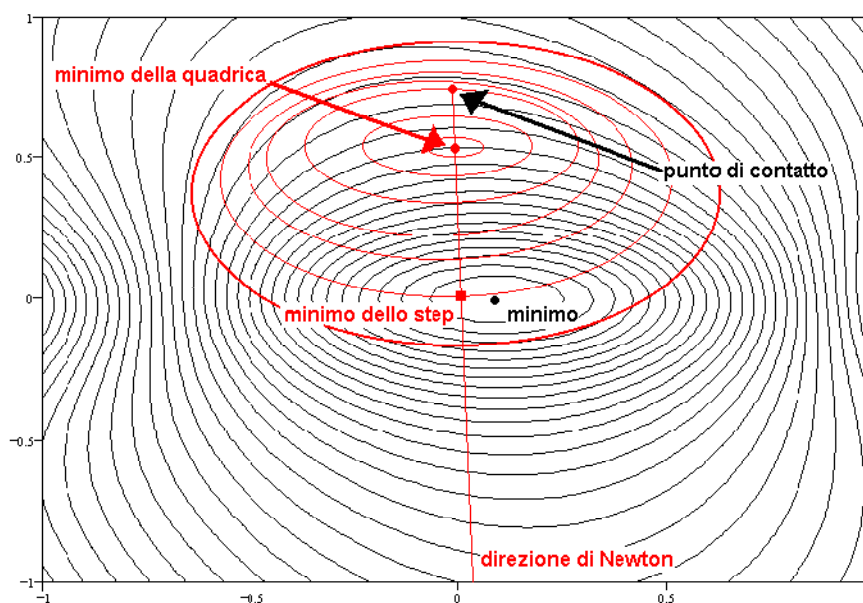 1
minimo della quadrica
0.5
punto di contatto
0
minimo dello step
minimo
−0.5
direzione di Newton
−1
−1
−0.5
0
0.5